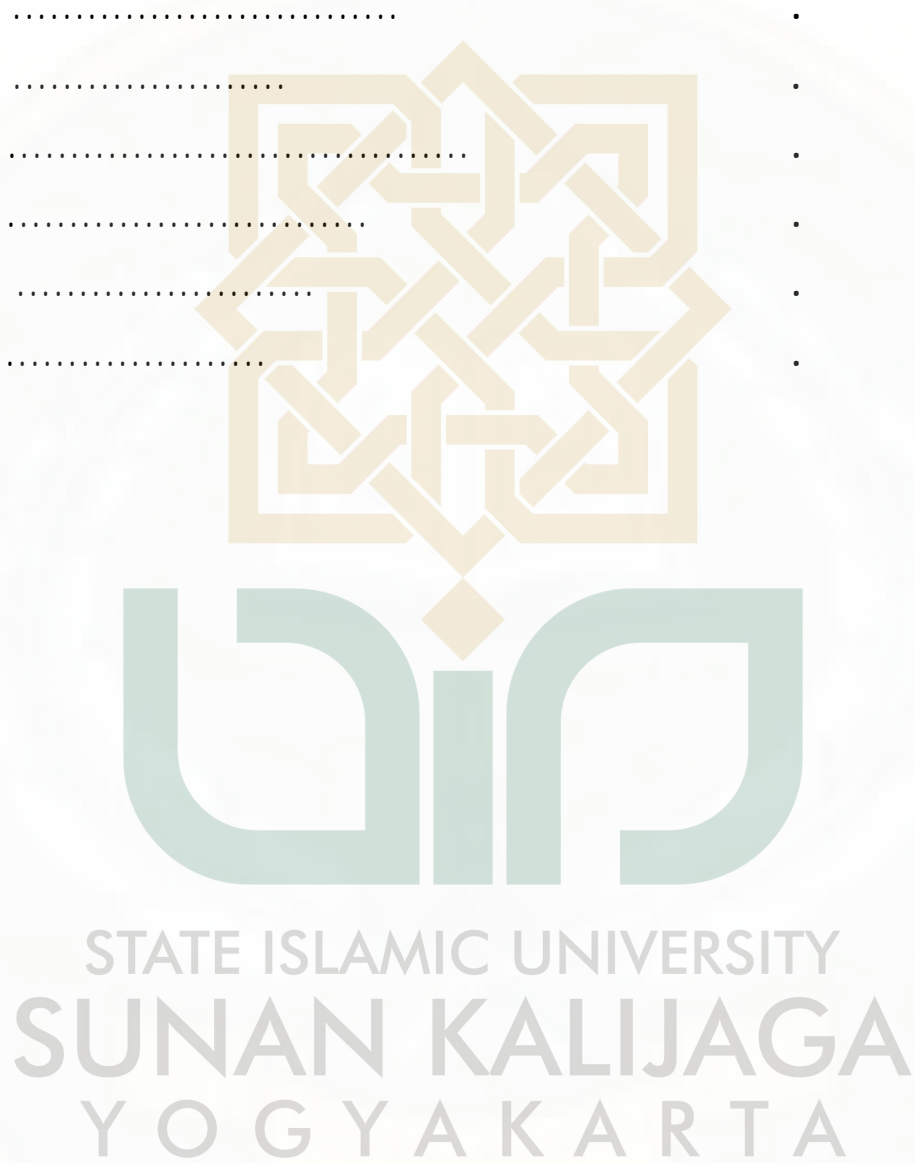 .............................. .
...................... .
..................................... .
............................. .
........................ .
..................... .
STATE ISLAMIC UNIVERSITY
SUNAN KALIJAGA
YOGYAKARTA